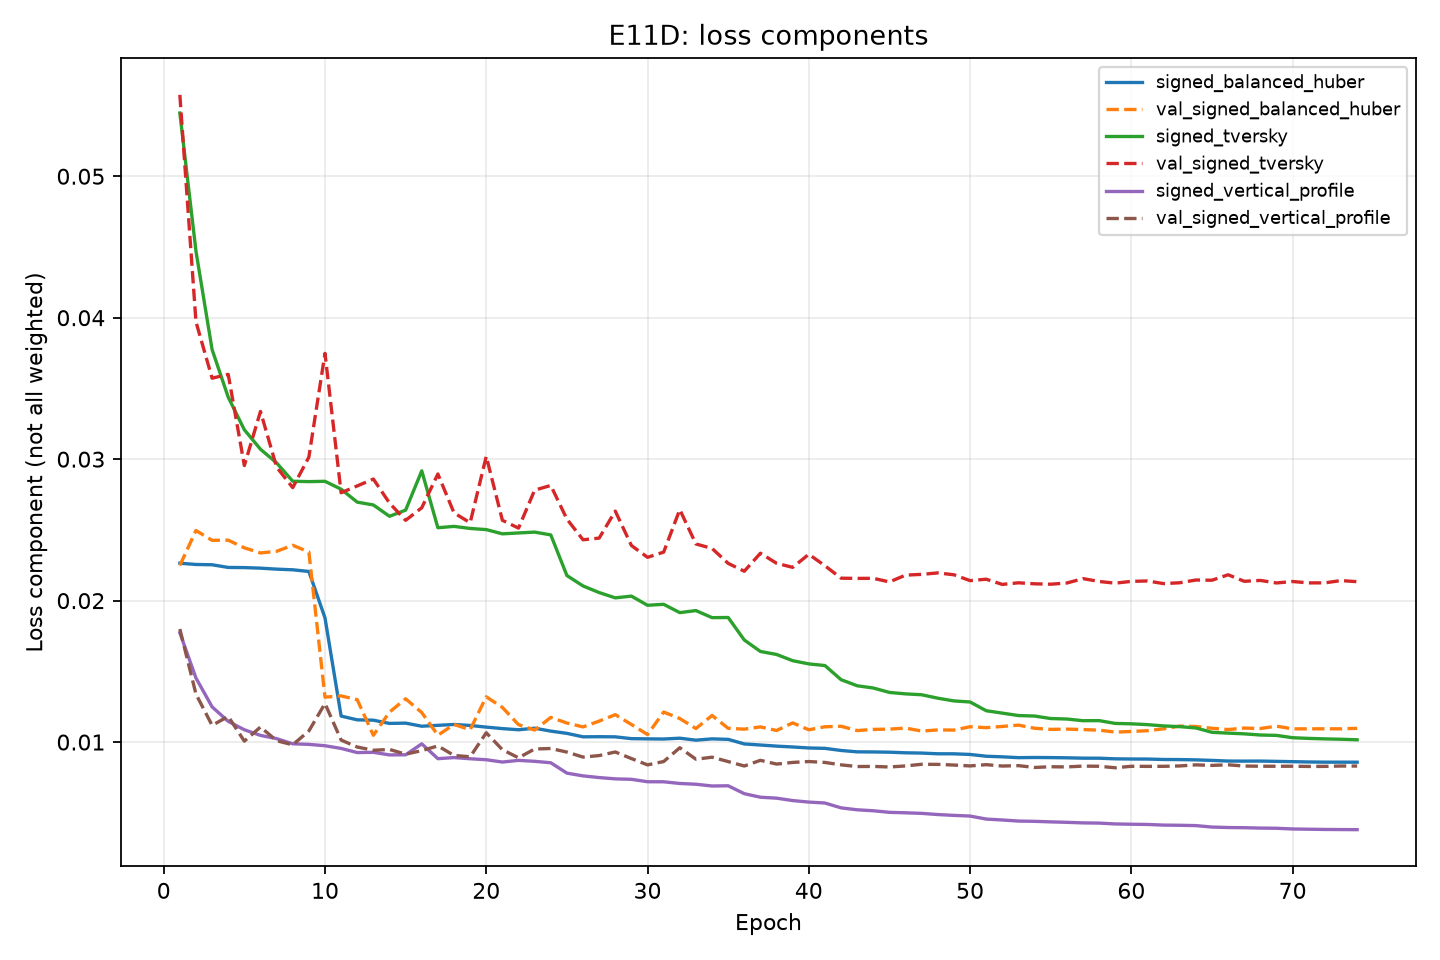 E11D: loss components
signed_balanced_huber
val_signed_balanced_huber
signed_tversky
val_signed_tversky
signed_vertical_profile
val_signed_vertical_profile
Loss component (not all weighted)
0.05
0.04
0.03
0.02
0.01
0 10 20 30 40 50 60 70
Epoch